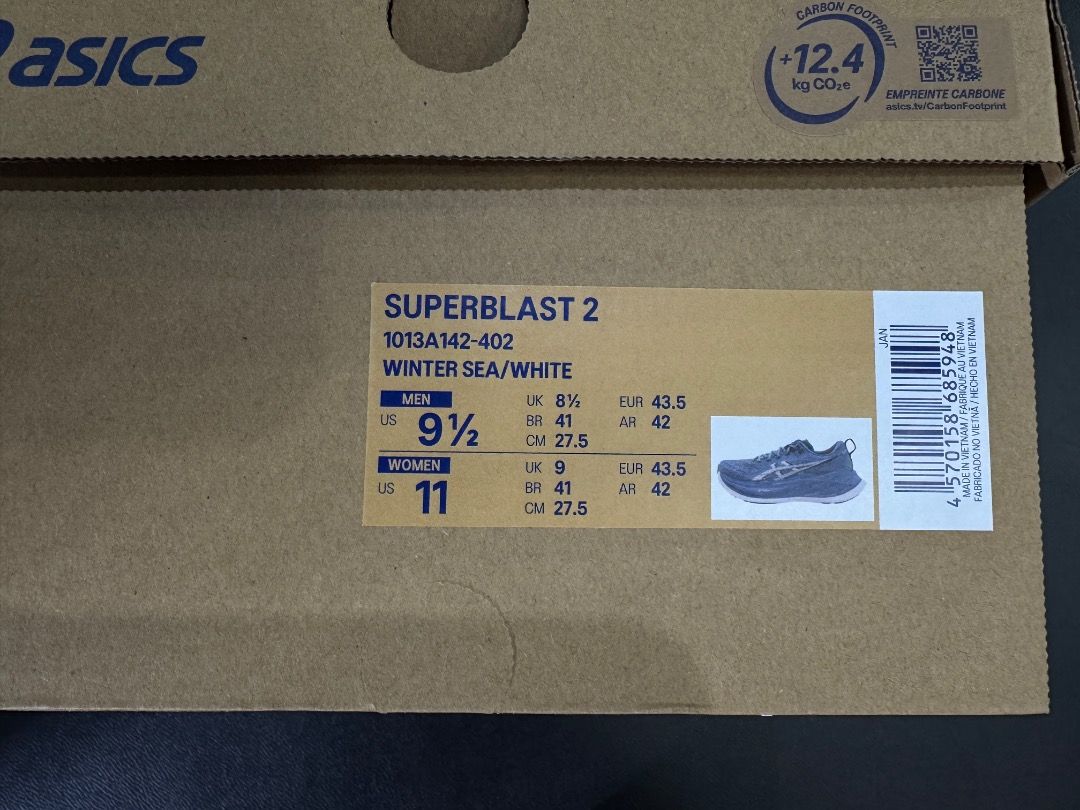 asics
CARBON FOOTPRINT
+12.4
kg CO₂e
EMPREINTE CARBONE
asics.tv/CarbonFootprint
SUPERBLAST 2
1013A142-402
WINTER SEA/WHITE
MEN
US 9½
UK 8½ EUR 43.5
BR 41 AR 42
CM 27.5
WOMEN
US 11
UK 9 EUR 43.5
BR 41 AR 42
CM 27.5
JAN
4 570158 685948
MADE IN VIETNAM / FABRIQUÉ AU VIETNAM
FABRICADO NO VIETNÃ / HECHO EN VIETNAM